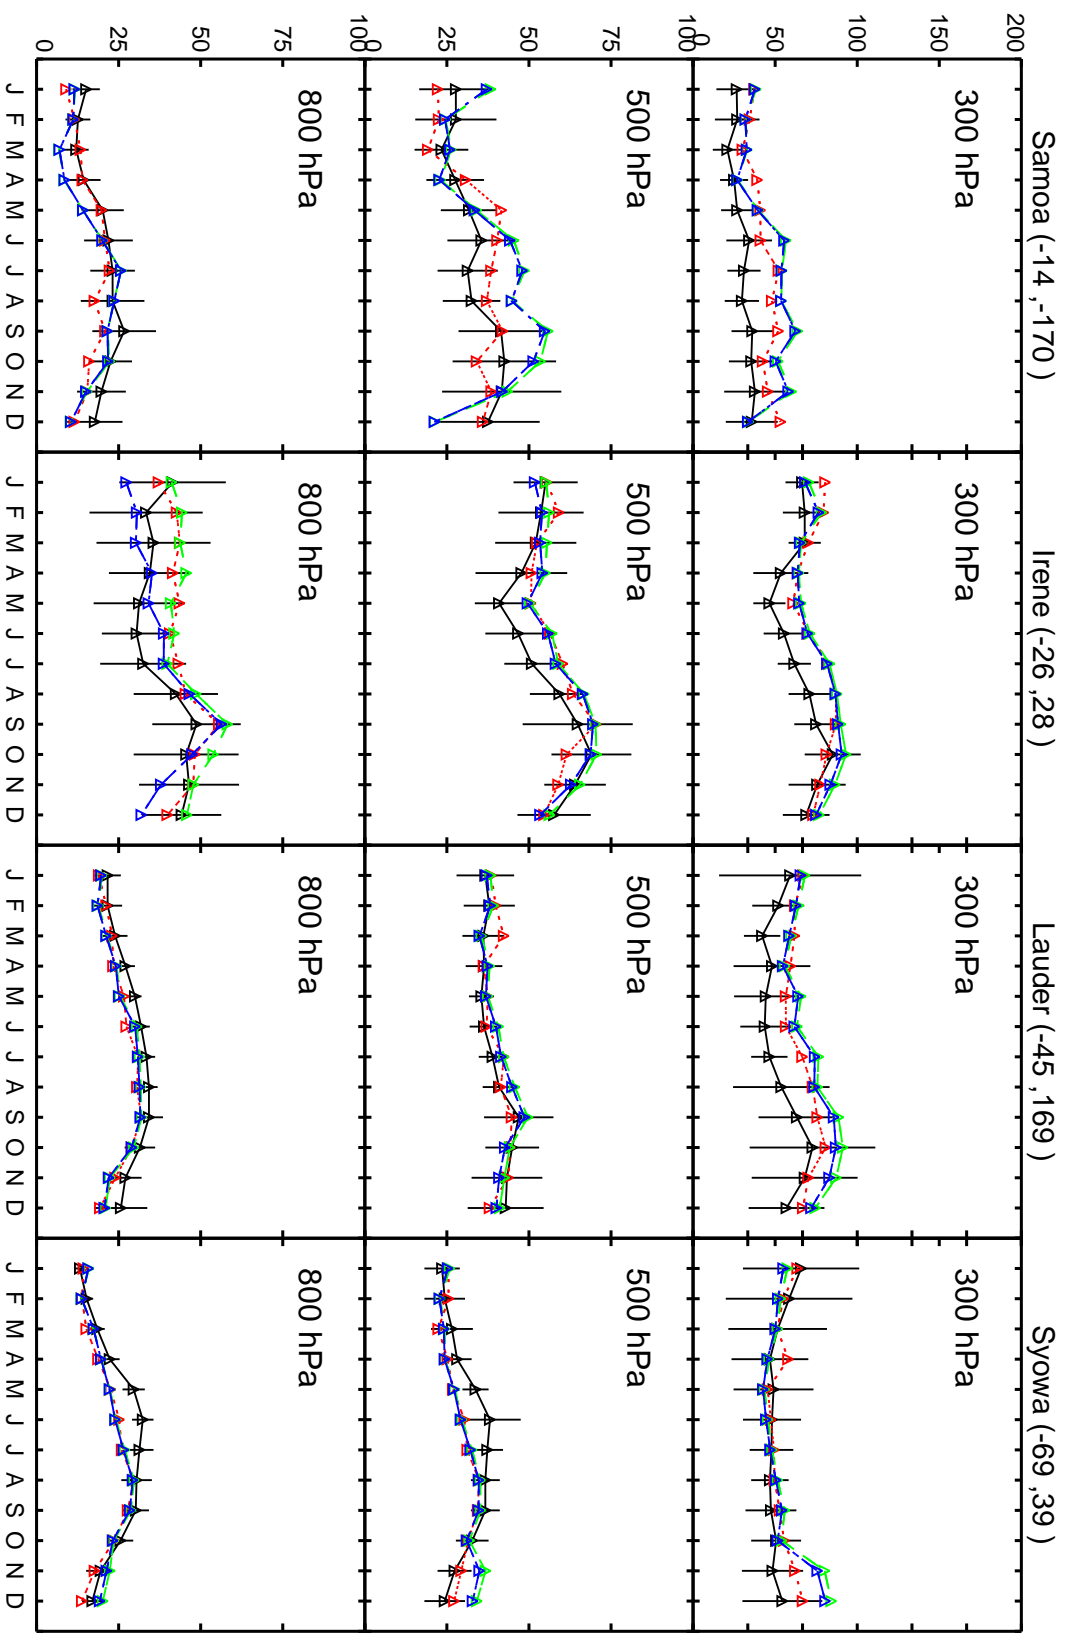 Samoa (-14 ,-170 )
Irene (-26 ,28 )
Lauder (-45 ,169 )
Syowa (-69 ,39 )
200
150
100
50
0
300 hPa
300 hPa
300 hPa
300 hPa
100
75
50
25
0
500 hPa
500 hPa
500 hPa
500 hPa
100
75
50
25
0
800 hPa
800 hPa
800 hPa
800 hPa
J F M A M J J A S O N D
J F M A M J J A S O N D
J F M A M J J A S O N D
J F M A M J J A S O N D